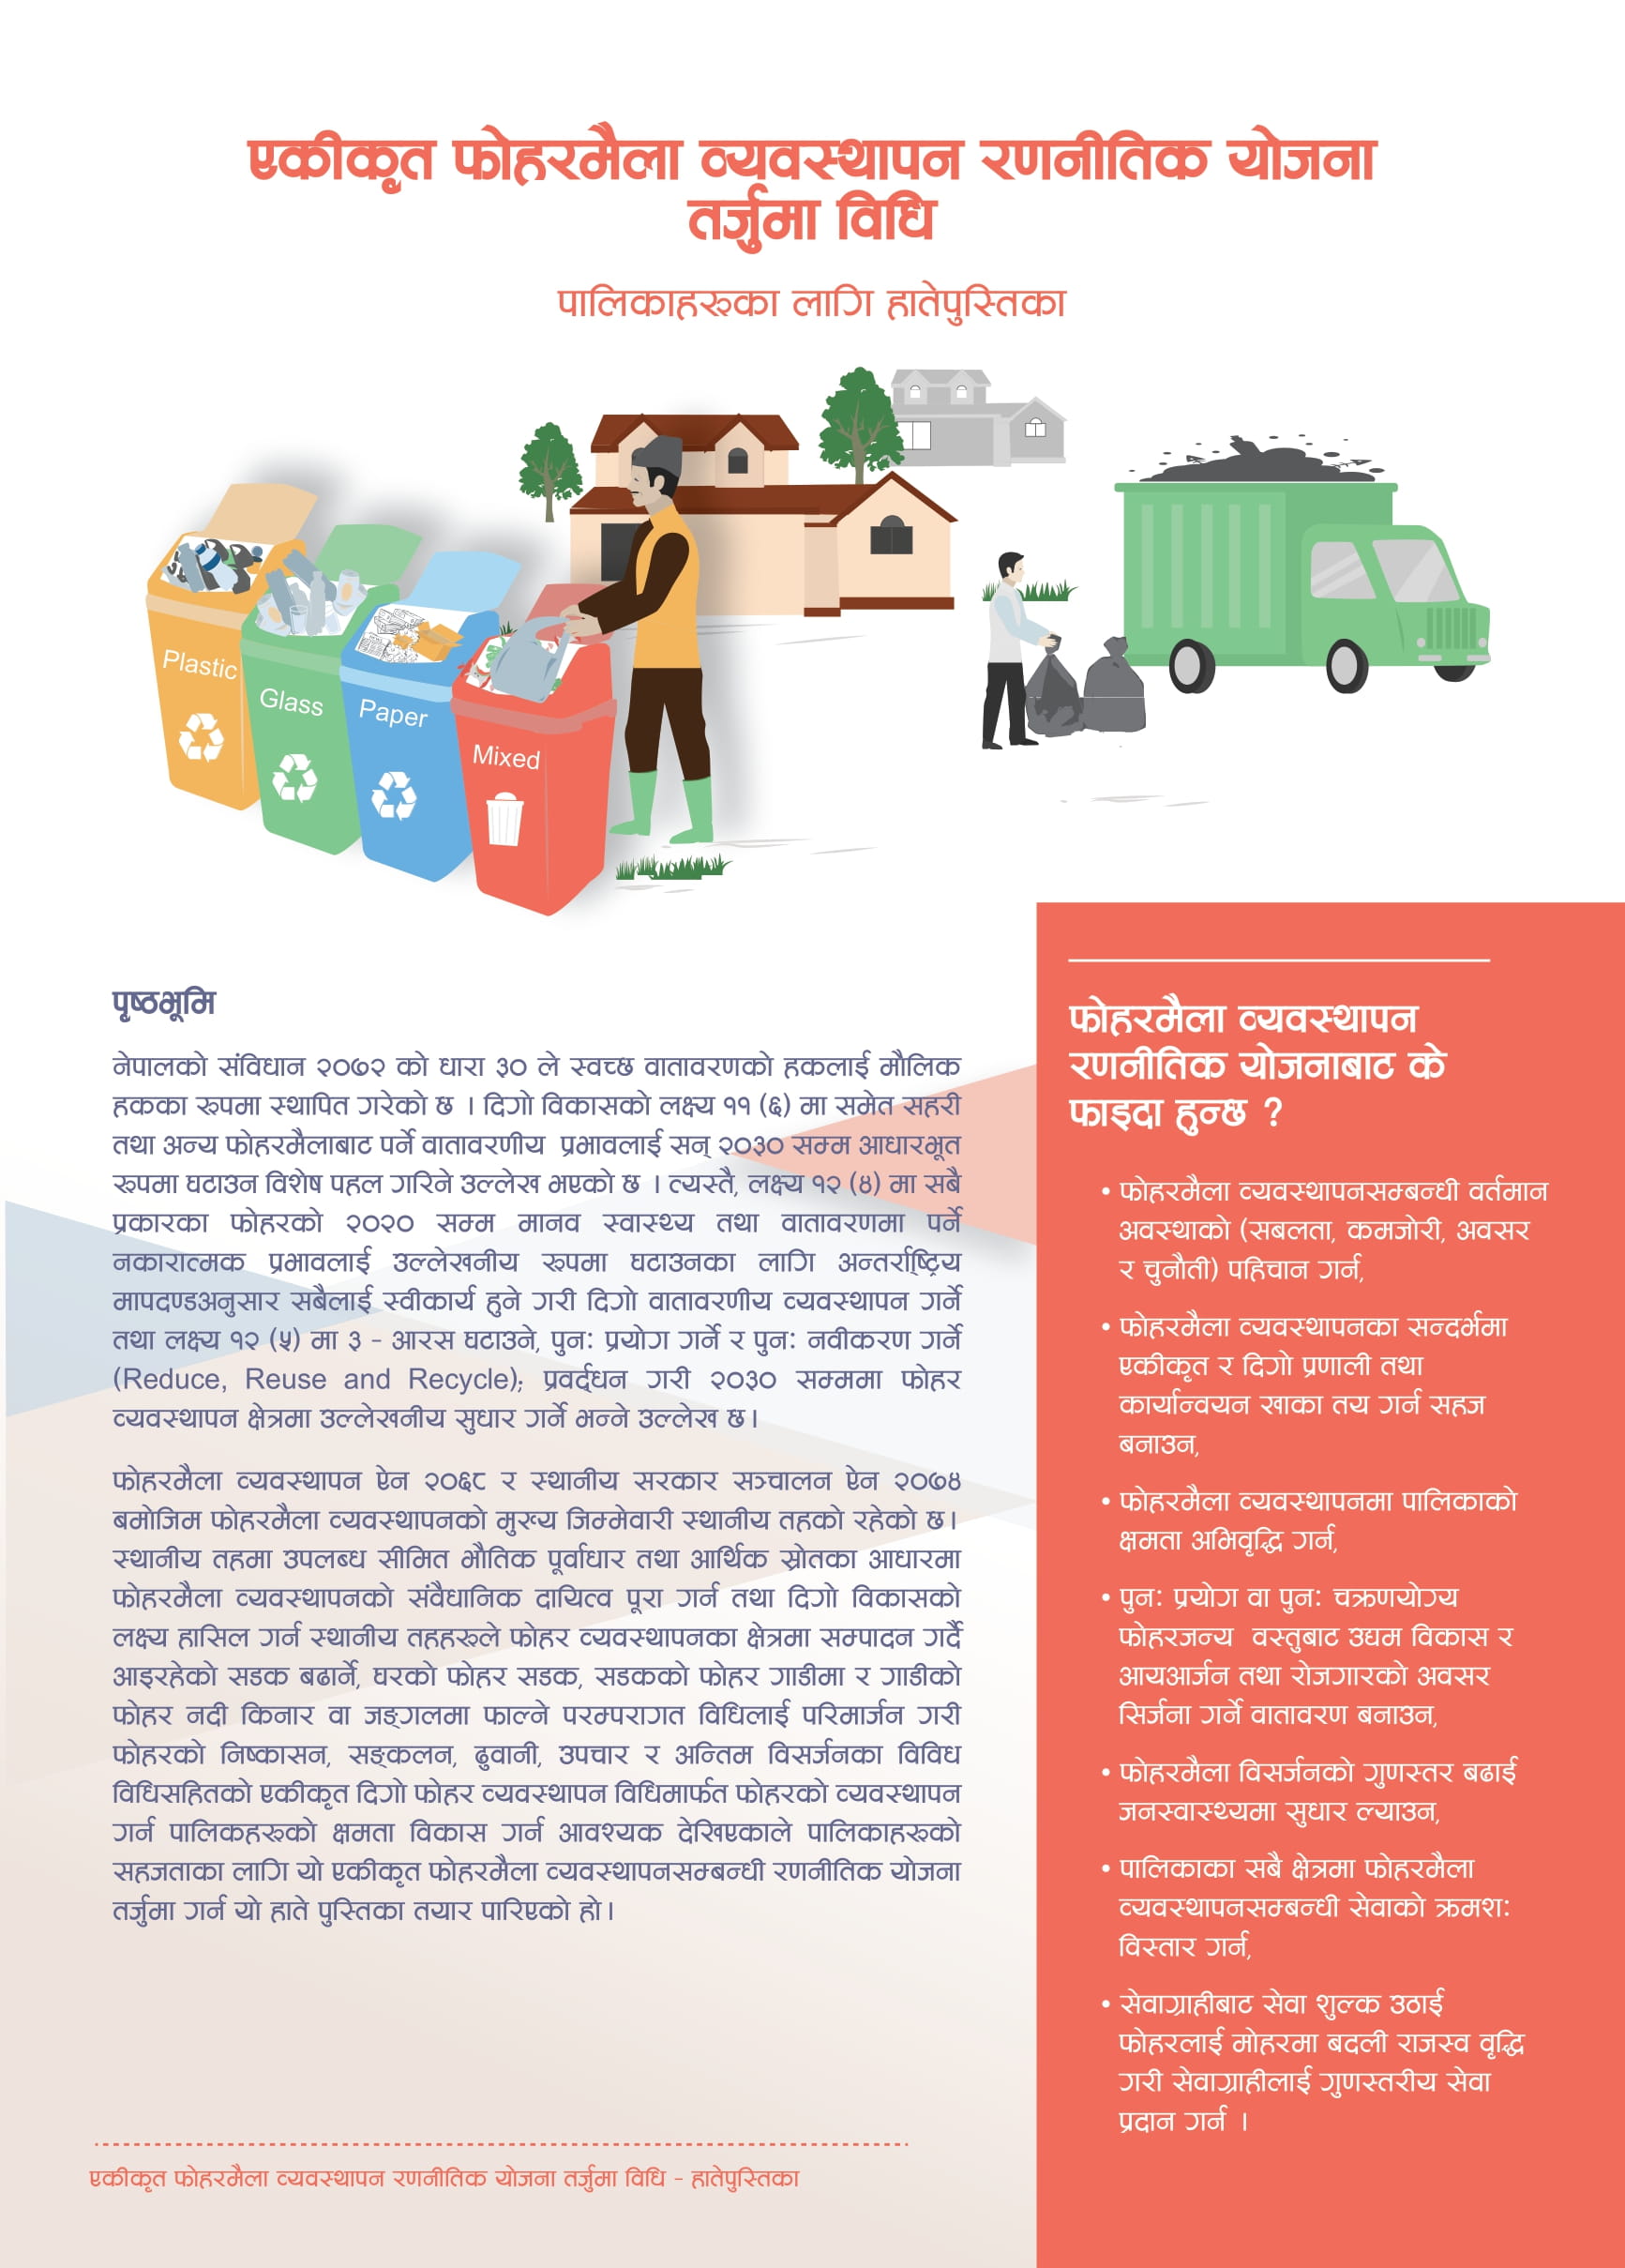 एकीकृत फोहरमैला व्यवस्थापन रणनीतिक योजना
तर्जुमा विधि
पालिकाहरुका लागि हातेपुस्तिका
Plastic
Glass
Paper
Mixed
पृष्ठभूमि
नेपालको संविधान २०७२ को धारा ३० ले स्वच्छ वातावरणको हकलाई मौलिक
हकका रुपमा स्थापित गरेको छ । दिगो विकासको लक्ष्य ११ (६) मा समेत सहरी
तथा अन्य फोहरमैलाबाट पर्ने वातावरणीय प्रभावलाई सन् २०३० सम्म आधारभूत
रुपमा घटाउन विशेष पहल गरिने उल्लेख भएको छ । त्यस्तै, लक्ष्य १२ (४) मा सबै
प्रकारका फोहरको २०२० सम्म मानव स्वास्थ्य तथा वातावरणमा पर्ने
नकारात्मक प्रभावलाई उल्लेखनीय रुपमा घटाउनका लागि अन्तर्राष्ट्रिय
मापदण्डअनुसार सबैलाई स्वीकार्य हुने गरी दिगो वातावरणीय व्यवस्थापन गर्ने
तथा लक्ष्य १२ (५) मा ३ - आरस घटाउने, पुनः प्रयोग गर्ने र पुनः नवीकरण गर्ने
(Reduce, Reuse and Recycle); प्रवर्द्धन गरी २०३० सम्ममा फोहर
व्यवस्थापन क्षेत्रमा उल्लेखनीय सुधार गर्ने भन्ने उल्लेख छ।
फोहरमैला व्यवस्थापन ऐन २०६८ र स्थानीय सरकार सञ्चालन ऐन २०७४
बमोजिम फोहरमैला व्यवस्थापनको मुख्य जिम्मेवारी स्थानीय तहको रहेको छ।
स्थानीय तहमा उपलब्ध सीमित भौतिक पूर्वाधार तथा आर्थिक स्रोतका आधारमा
फोहरमैला व्यवस्थापनको संवैधानिक दायित्व पूरा गर्न तथा दिगो विकासको
लक्ष्य हासिल गर्न स्थानीय तहहरुले फोहर व्यवस्थापनका क्षेत्रमा सम्पादन गर्दै
आइरहेको सडक बढार्ने, घरको फोहर सडक, सडकको फोहर गाडीमा र गाडीको
फोहर नदी किनार वा जङ्गलमा फाल्ने परम्परागत विधिलाई परिमार्जन गरी
फोहरको निष्कासन, सङ्कलन, ढुवानी, उपचार र अन्तिम विसर्जनका विविध
विधिसहितको एकीकृत दिगो फोहर व्यवस्थापन विधिमार्फत फोहरको व्यवस्थापन
गर्न पालिकहरुको क्षमता विकास गर्न आवश्यक देखिएकाले पालिकाहरुको
सहजताका लागि यो एकीकृत फोहरमैला व्यवस्थापनसम्बन्धी रणनीतिक योजना
तर्जुमा गर्न यो हाते पुस्तिका तयार पारिएको हो।
फोहरमैला व्यवस्थापन
रणनीतिक योजनाबाट के
फाइदा हुन्छ ?
• फोहरमैला व्यवस्थापनसम्बन्धी वर्तमान
अवस्थाको (सबलता, कमजोरी, अवसर
र चुनौती) पहिचान गर्न,
• फोहरमैला व्यवस्थापनका सन्दर्भमा
एकीकृत र दिगो प्रणाली तथा
कार्यान्वयन खाका तय गर्न सहज
बनाउन,
• फोहरमैला व्यवस्थापनमा पालिकाको
क्षमता अभिवृद्धि गर्न,
• पुनः प्रयोग वा पुनः चक्रणयोग्य
फोहरजन्य वस्तुबाट उद्यम विकास र
आयआर्जन तथा रोजगारको अवसर
सिर्जना गर्ने वातावरण बनाउन,
• फोहरमैला विसर्जनको गुणस्तर बढाई
जनस्वास्थ्यमा सुधार ल्याउन,
• पालिकाका सबै क्षेत्रमा फोहरमैला
व्यवस्थापनसम्बन्धी सेवाको क्रमशः
विस्तार गर्न,
• सेवाग्राहीबाट सेवा शुल्क उठाई
फोहरलाई मोहरमा बदली राजस्व वृद्धि
गरी सेवाग्राहीलाई गुणस्तरीय सेवा
प्रदान गर्न ।
एकीकृत फोहरमैला व्यवस्थापन रणनीतिक योजना तर्जुमा विधि - हातेपुस्तिका